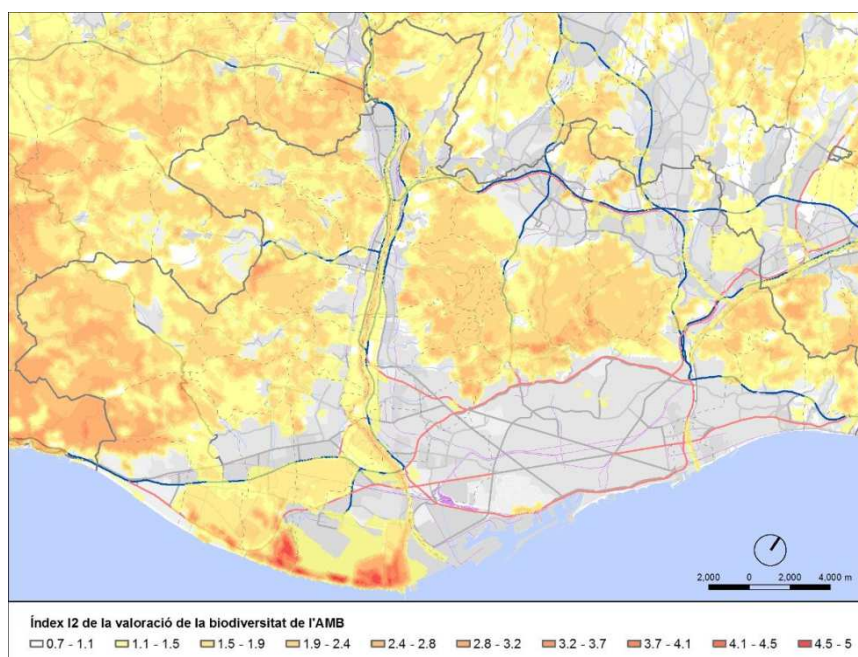 2,000 0 2,000 4,000 m
Índex I2 de la valoració de la biodiversitat de l'AMB
0.7 - 1.1 1.1 - 1.5 1.5 - 1.9 1.9 - 2.4 2.4 - 2.8 2.8 - 3.2 3.2 - 3.7 3.7 - 4.1 4.1 - 4.5 4.5 - 5